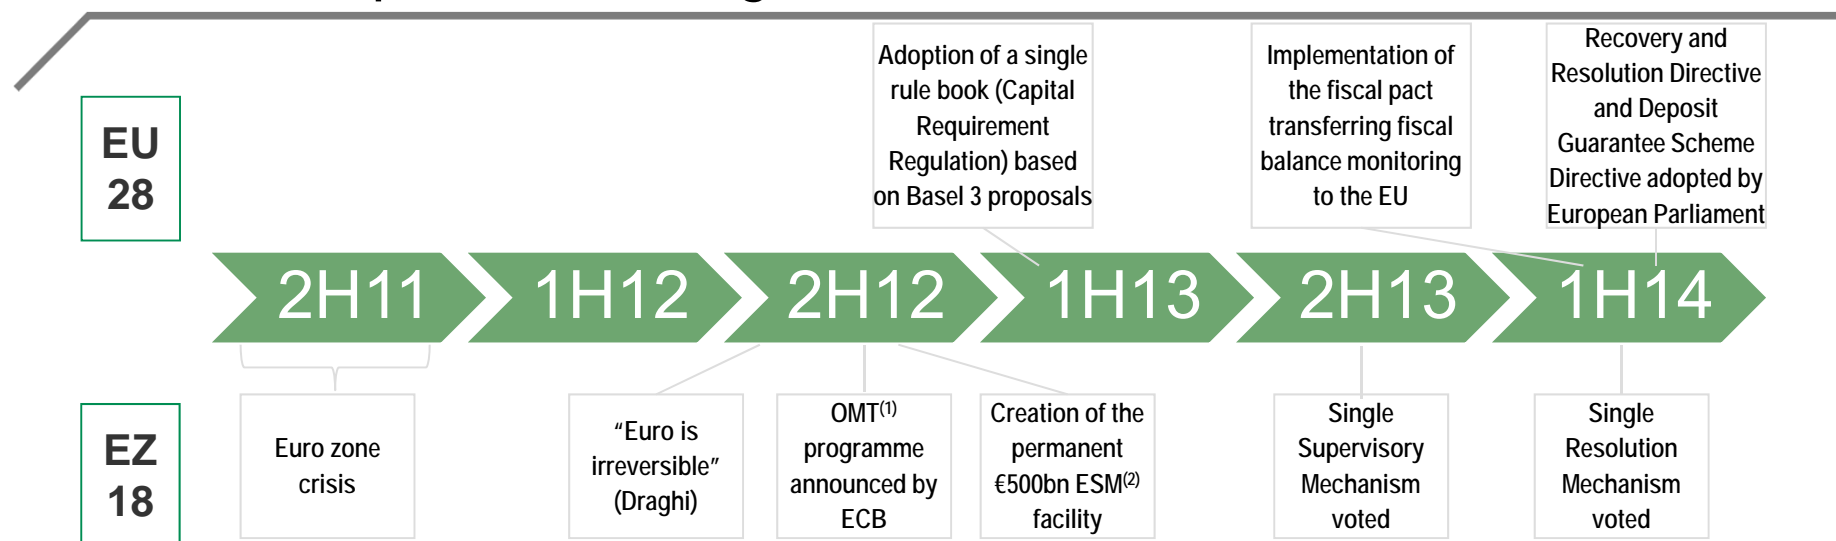 Adoption of a single
rule book (Capital
Requirement
Regulation) based
on Basel 3 proposals
Implementation of
the fiscal pact
transferring fiscal
balance monitoring
to the EU
Recovery and
Resolution Directive
and Deposit
Guarantee Scheme
Directive adopted by
European Parliament
EU
28
2H11
1H12
2H12
1H13
2H13
1H14
EZ
18
Euro zone
crisis
“Euro is
irreversible”
(Draghi)
OMT(1)
programme
announced by
ECB
Creation of the
permanent
€500bn ESM(2)
facility
Single
Supervisory
Mechanism
voted
Single
Resolution
Mechanism
voted